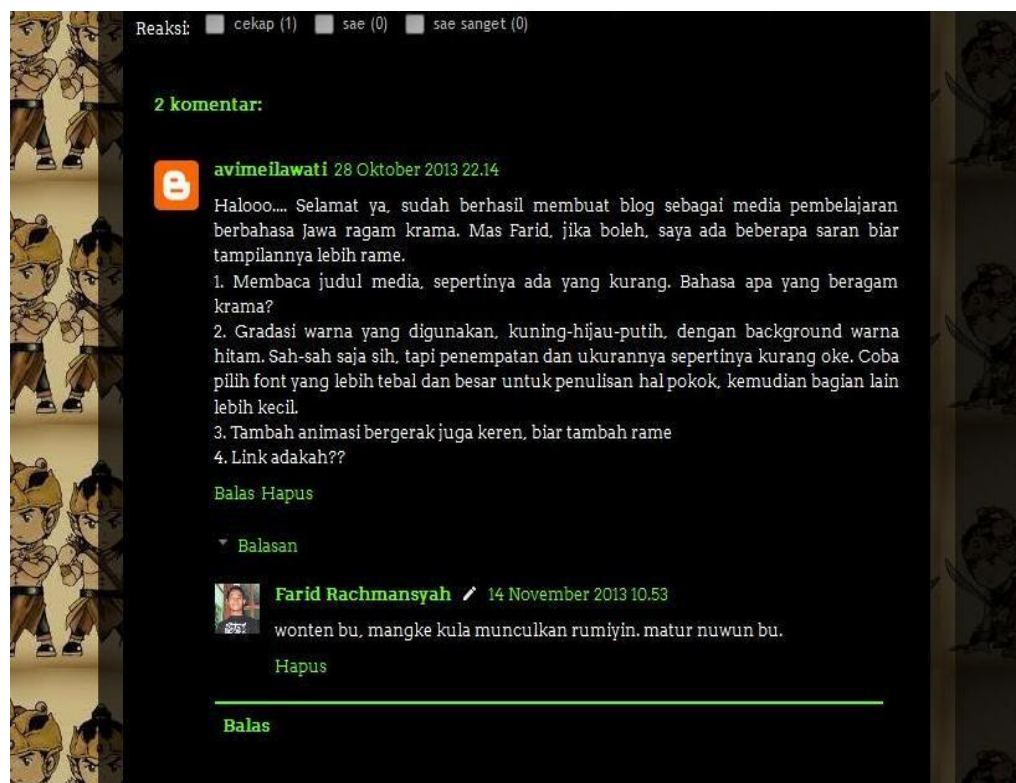 Reaksi: cekap (1) sae (0) sae sanget (0)
2 komentar:
avimeilawati 28 Oktober 2013 22.14
Halooo.... Selamat ya, sudah berhasil membuat blog sebagai media pembelajaran
berbahasa Jawa ragam krama. Mas Farid, jika boleh, saya ada beberapa saran biar
tampilannya lebih rame.
1. Membaca judul media, sepertinya ada yang kurang. Bahasa apa yang beragam
krama?
2. Gradasi warna yang digunakan, kuning-hijau-putih, dengan background warna
hitam. Sah-sah saja sih, tapi penempatan dan ukurannya sepertinya kurang oke. Coba
pilih font yang lebih tebal dan besar untuk penulisan hal pokok, kemudian bagian lain
lebih kecil.
3. Tambah animasi bergerak juga keren, biar tambah rame
4. Link adakah??
Balas Hapus
Balasan
Farid Rachmansyah 14 November 2013 10.53
wonten bu, mangke kula munculkan rumiyin. matur nuwun bu.
Hapus
Balas